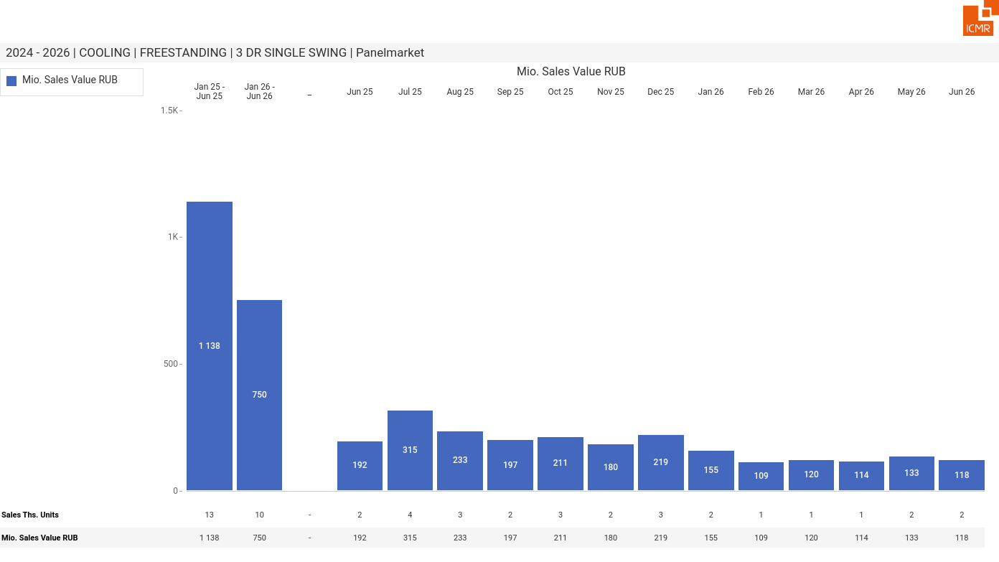 ICMR
2024 - 2026 | COOLING | FREESTANDING | 3 DR SINGLE SWING | Panelmarket
Mio. Sales Value RUB
Mio. Sales Value RUB
Jan 25 - Jun 25 Jan 26 - Jun 26 – Jun 25 Jul 25 Aug 25 Sep 25 Oct 25 Nov 25 Dec 25 Jan 26 Feb 26 Mar 26 Apr 26 May 26 Jun 26
1.5K
1K
500
0
1 138 750 192 315 233 197 211 180 219 155 109 120 114 133 118
Sales Ths. Units 13 10 - 2 4 3 2 3 2 3 2 1 1 1 2 2
Mio. Sales Value RUB 1 138 750 - 192 315 233 197 211 180 219 155 109 120 114 133 118